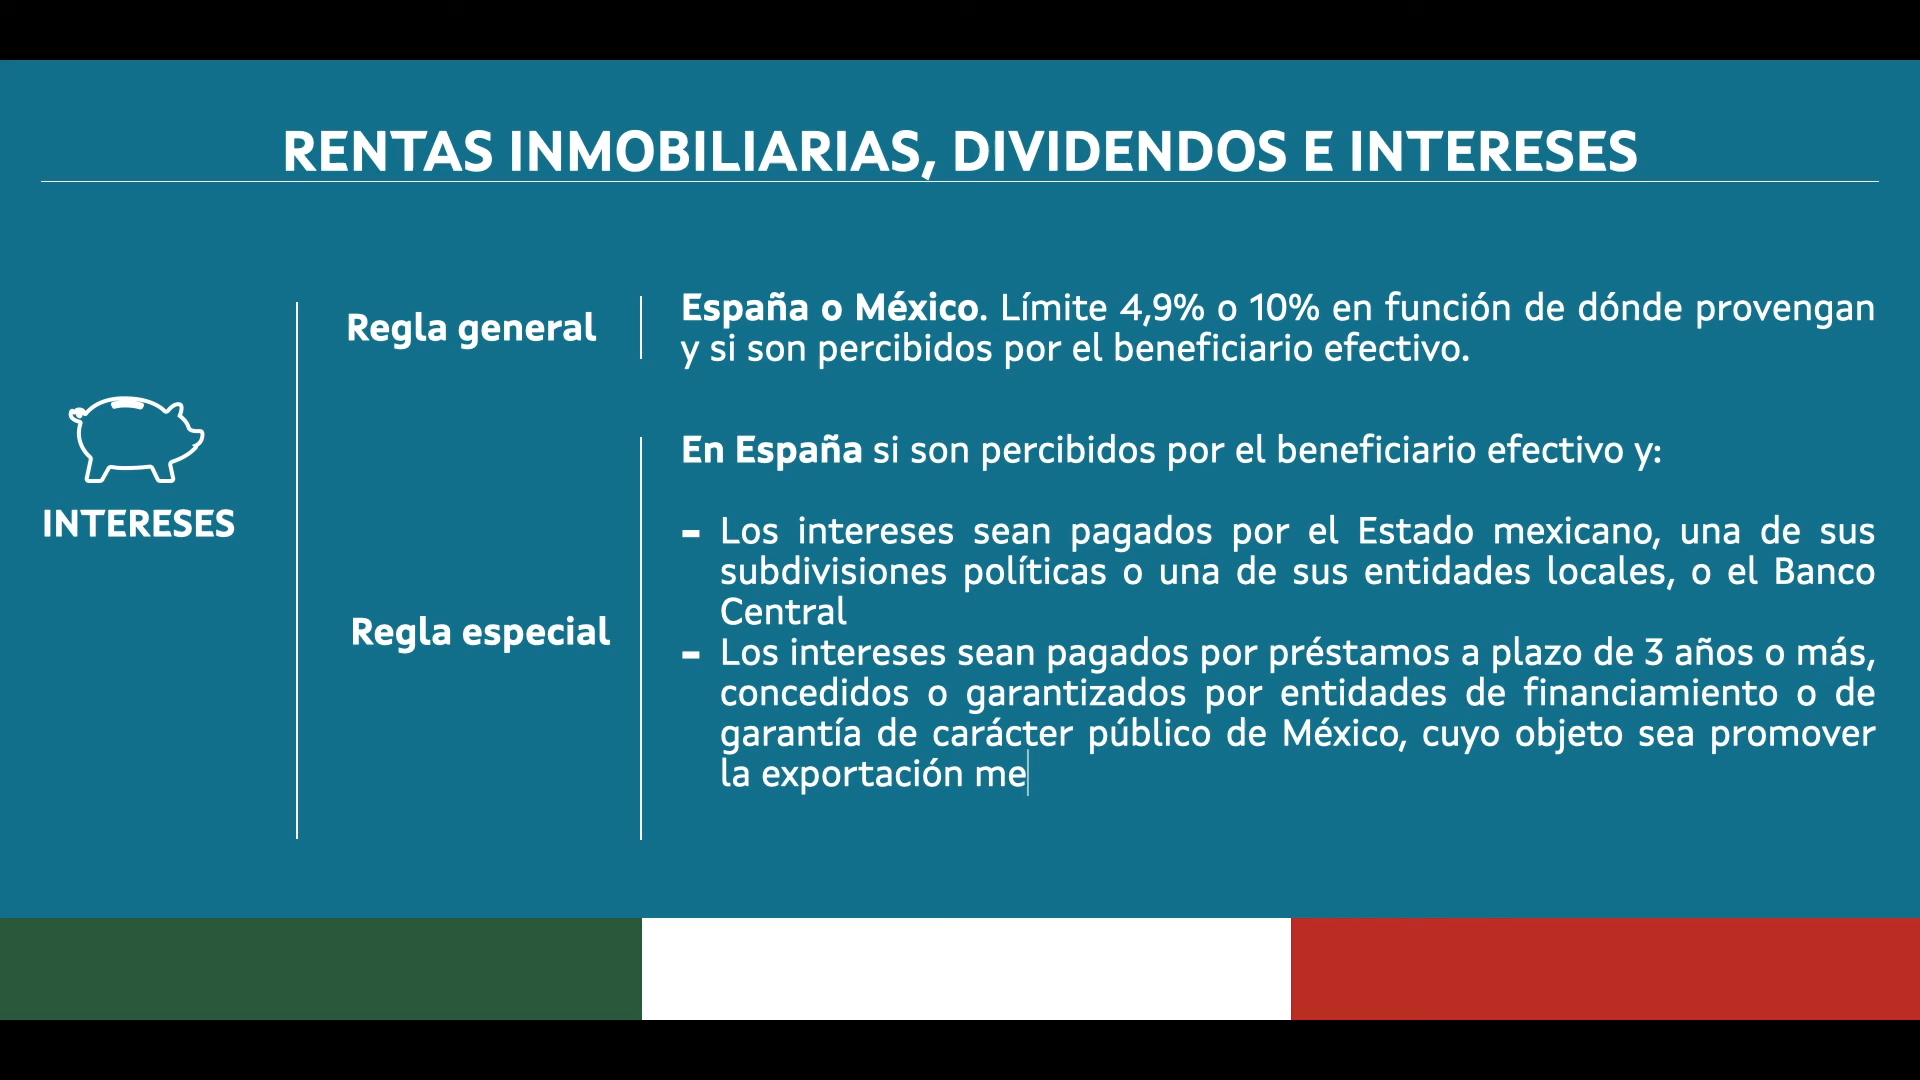 RENTAS INMOBILIARIAS, DIVIDENDOS E INTERESES
INTERESES
Regla general
España o México. Límite 4,9% o 10% en función de dónde provengan
y si son percibidos por el beneficiario efectivo.
Regla especial
En España si son percibidos por el beneficiario efectivo y:
- Los intereses sean pagados por el Estado mexicano, una de sus
subdivisiones políticas o una de sus entidades locales, o el Banco
Central
- Los intereses sean pagados por préstamos a plazo de 3 años o más,
concedidos o garantizados por entidades de financiamiento o de
garantía de carácter público de México, cuyo objeto sea promover
la exportación me